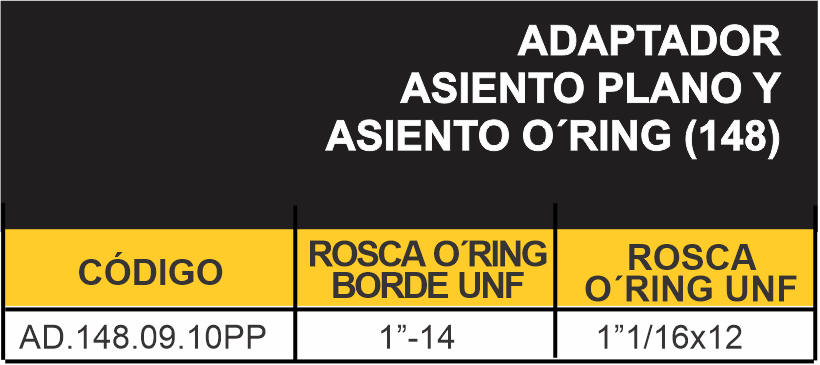 ADAPTADOR
ASIENTO PLANO Y
ASIENTO O´RING (148)
CÓDIGO
ROSCA O´RING
BORDE UNF
ROSCA
O´RING UNF
AD.148.09.10PP
1”-14
1”1/16x12